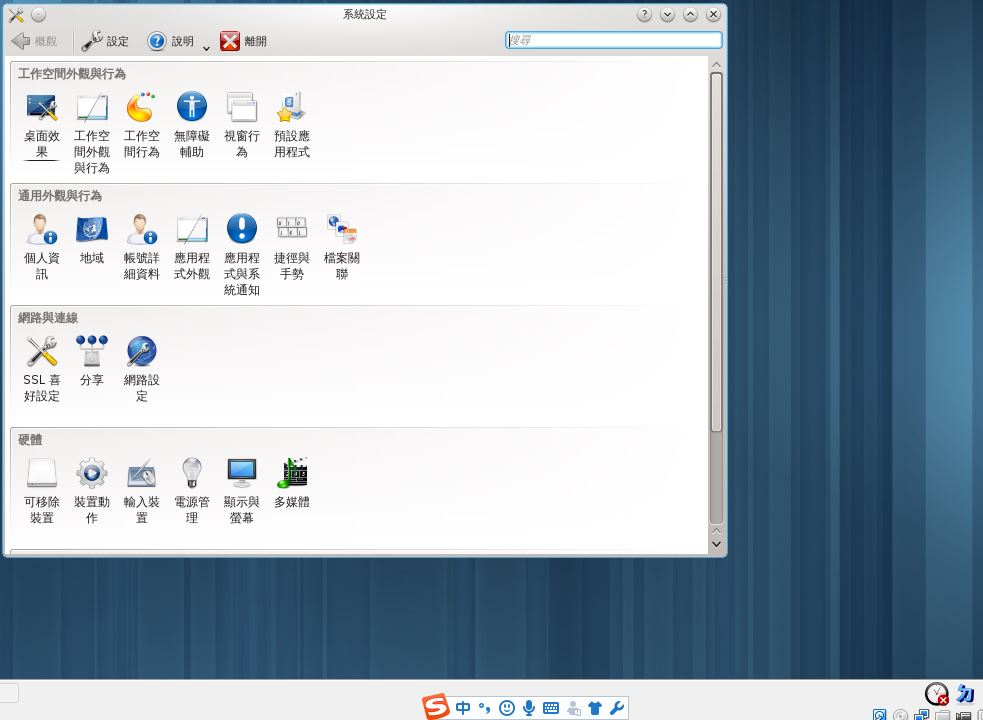 系統設定
概觀 設定 說明 離開 搜尋
工作空間外觀與行為
桌面效果
工作空間外觀與行為
工作空間行為
無障礙輔助
視窗行為
預設應用程式
通用外觀與行為
個人資訊
地域
帳號詳細資料
應用程式外觀
應用程式與系統通知
捷徑與手勢
檔案關聯
網路與連線
SSL 喜好設定
分享
網路設定
硬體
可移除裝置
裝置動作
輸入裝置
電源管理
顯示與螢幕
多媒體
中